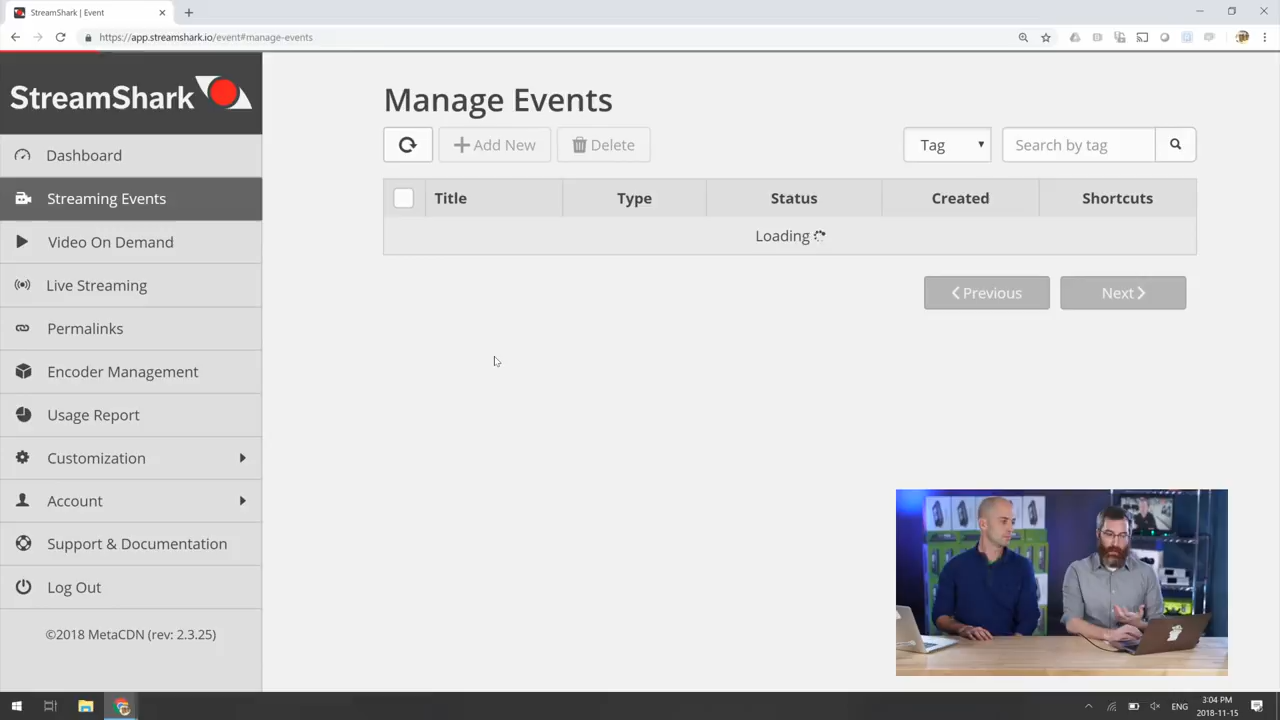 StreamShark | Event
https://app.streamshark.io/event#manage-events
StreamShark
Dashboard
Streaming Events
Video On Demand
Live Streaming
Permalinks
Encoder Management
Usage Report
Customization
Account
Support & Documentation
Log Out
©2018 MetaCDN (rev: 2.3.25)
Manage Events
Add New
Delete
Tag
Search by tag
Title
Type
Status
Created
Shortcuts
Loading
Previous
Next
ENG
3:04 PM
2018-11-15